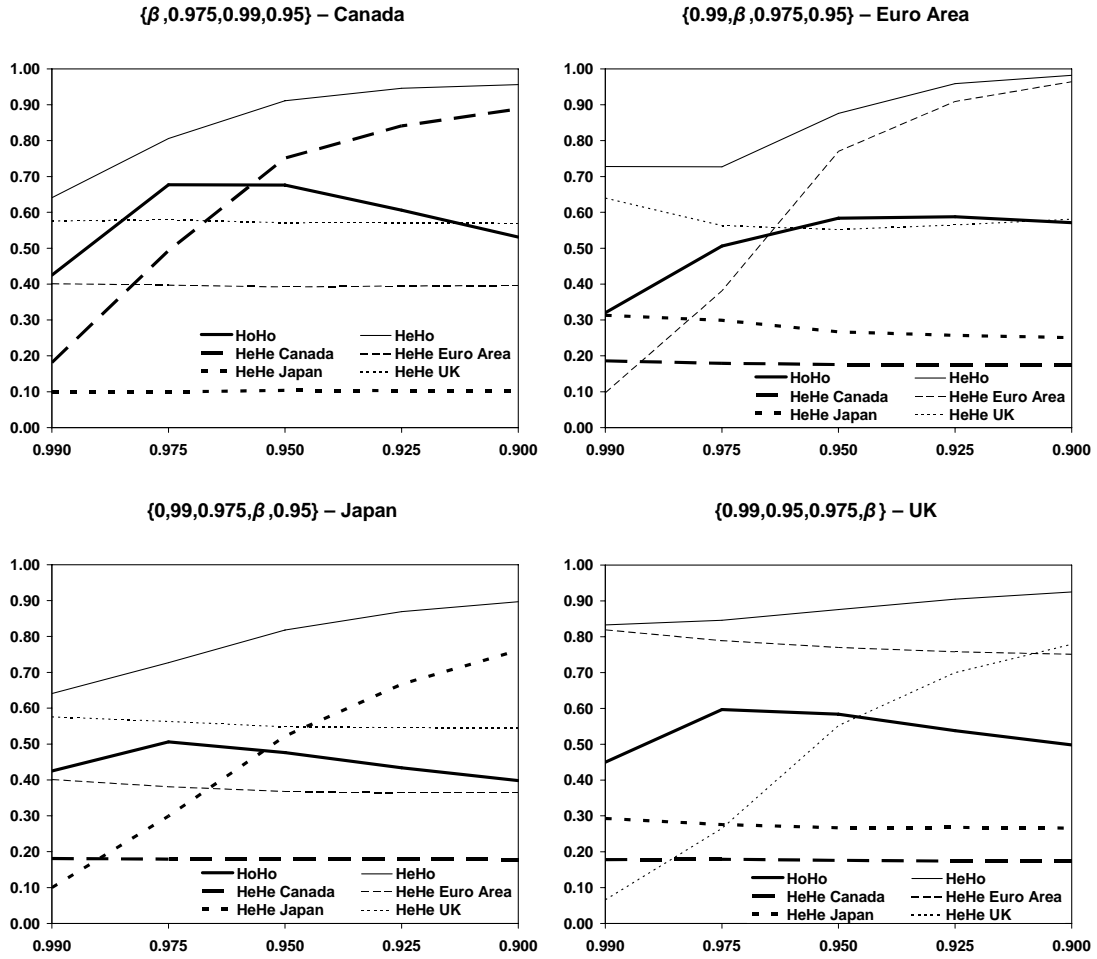 {β,0.975,0.99,0.95} – Canada
1.00
0.90
0.80
0.70
0.60
0.50
0.40
0.30
0.20
0.10
0.00
HoHo HeHo
HeHe Canada HeHe Euro Area
HeHe Japan HeHe UK
0.990 0.975 0.950 0.925 0.900
{0.99,β,0.975,0.95} – Euro Area
1.00
0.90
0.80
0.70
0.60
0.50
0.40
0.30
0.20
0.10
0.00
HoHo HeHo
HeHe Canada HeHe Euro Area
HeHe Japan HeHe UK
0.990 0.975 0.950 0.925 0.900
{0,99,0.975,β,0.95} – Japan
1.00
0.90
0.80
0.70
0.60
0.50
0.40
0.30
0.20
0.10
0.00
HoHo HeHo
HeHe Canada HeHe Euro Area
HeHe Japan HeHe UK
0.990 0.975 0.950 0.925 0.900
{0.99,0.95,0.975,β} – UK
1.00
0.90
0.80
0.70
0.60
0.50
0.40
0.30
0.20
0.10
0.00
HoHo HeHo
HeHe Canada HeHe Euro Area
HeHe Japan HeHe UK
0.990 0.975 0.950 0.925 0.900